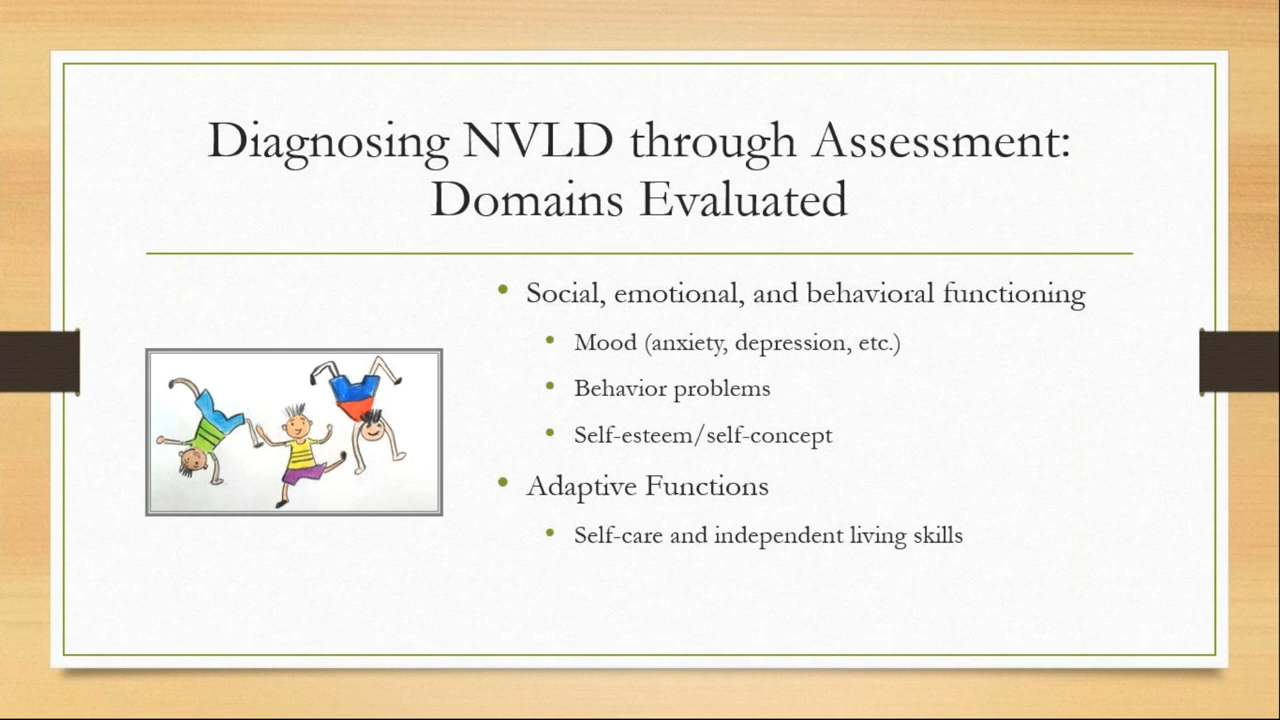 Diagnosing NVLD through Assessment:
Domains Evaluated
• Social, emotional, and behavioral functioning
• Mood (anxiety, depression, etc.)
• Behavior problems
• Self-esteem/self-concept
• Adaptive Functions
• Self-care and independent living skills